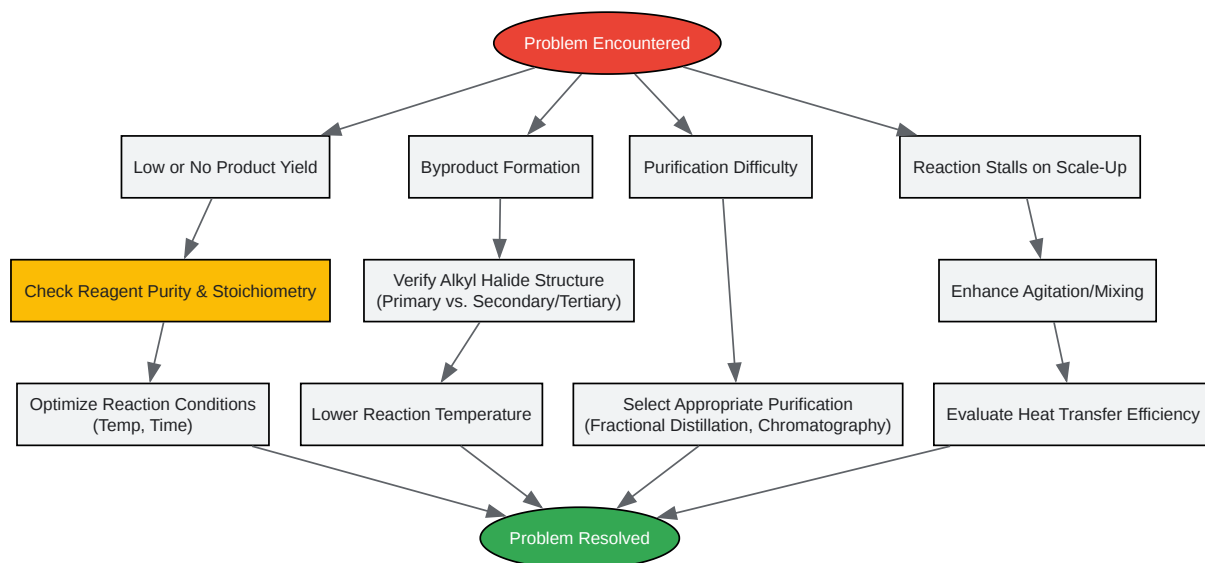 Problem Encountered
Low or No Product Yield
Byproduct Formation
Purification Difficulty
Reaction Stalls on Scale-Up
Check Reagent Purity & Stoichiometry
Verify Alkyl Halide Structure
(Primary vs. Secondary/Tertiary)
Enhance Agitation/Mixing
Optimize Reaction Conditions
(Temp, Time)
Lower Reaction Temperature
Select Appropriate Purification
(Fractional Distillation, Chromatography)
Evaluate Heat Transfer Efficiency
Problem Resolved